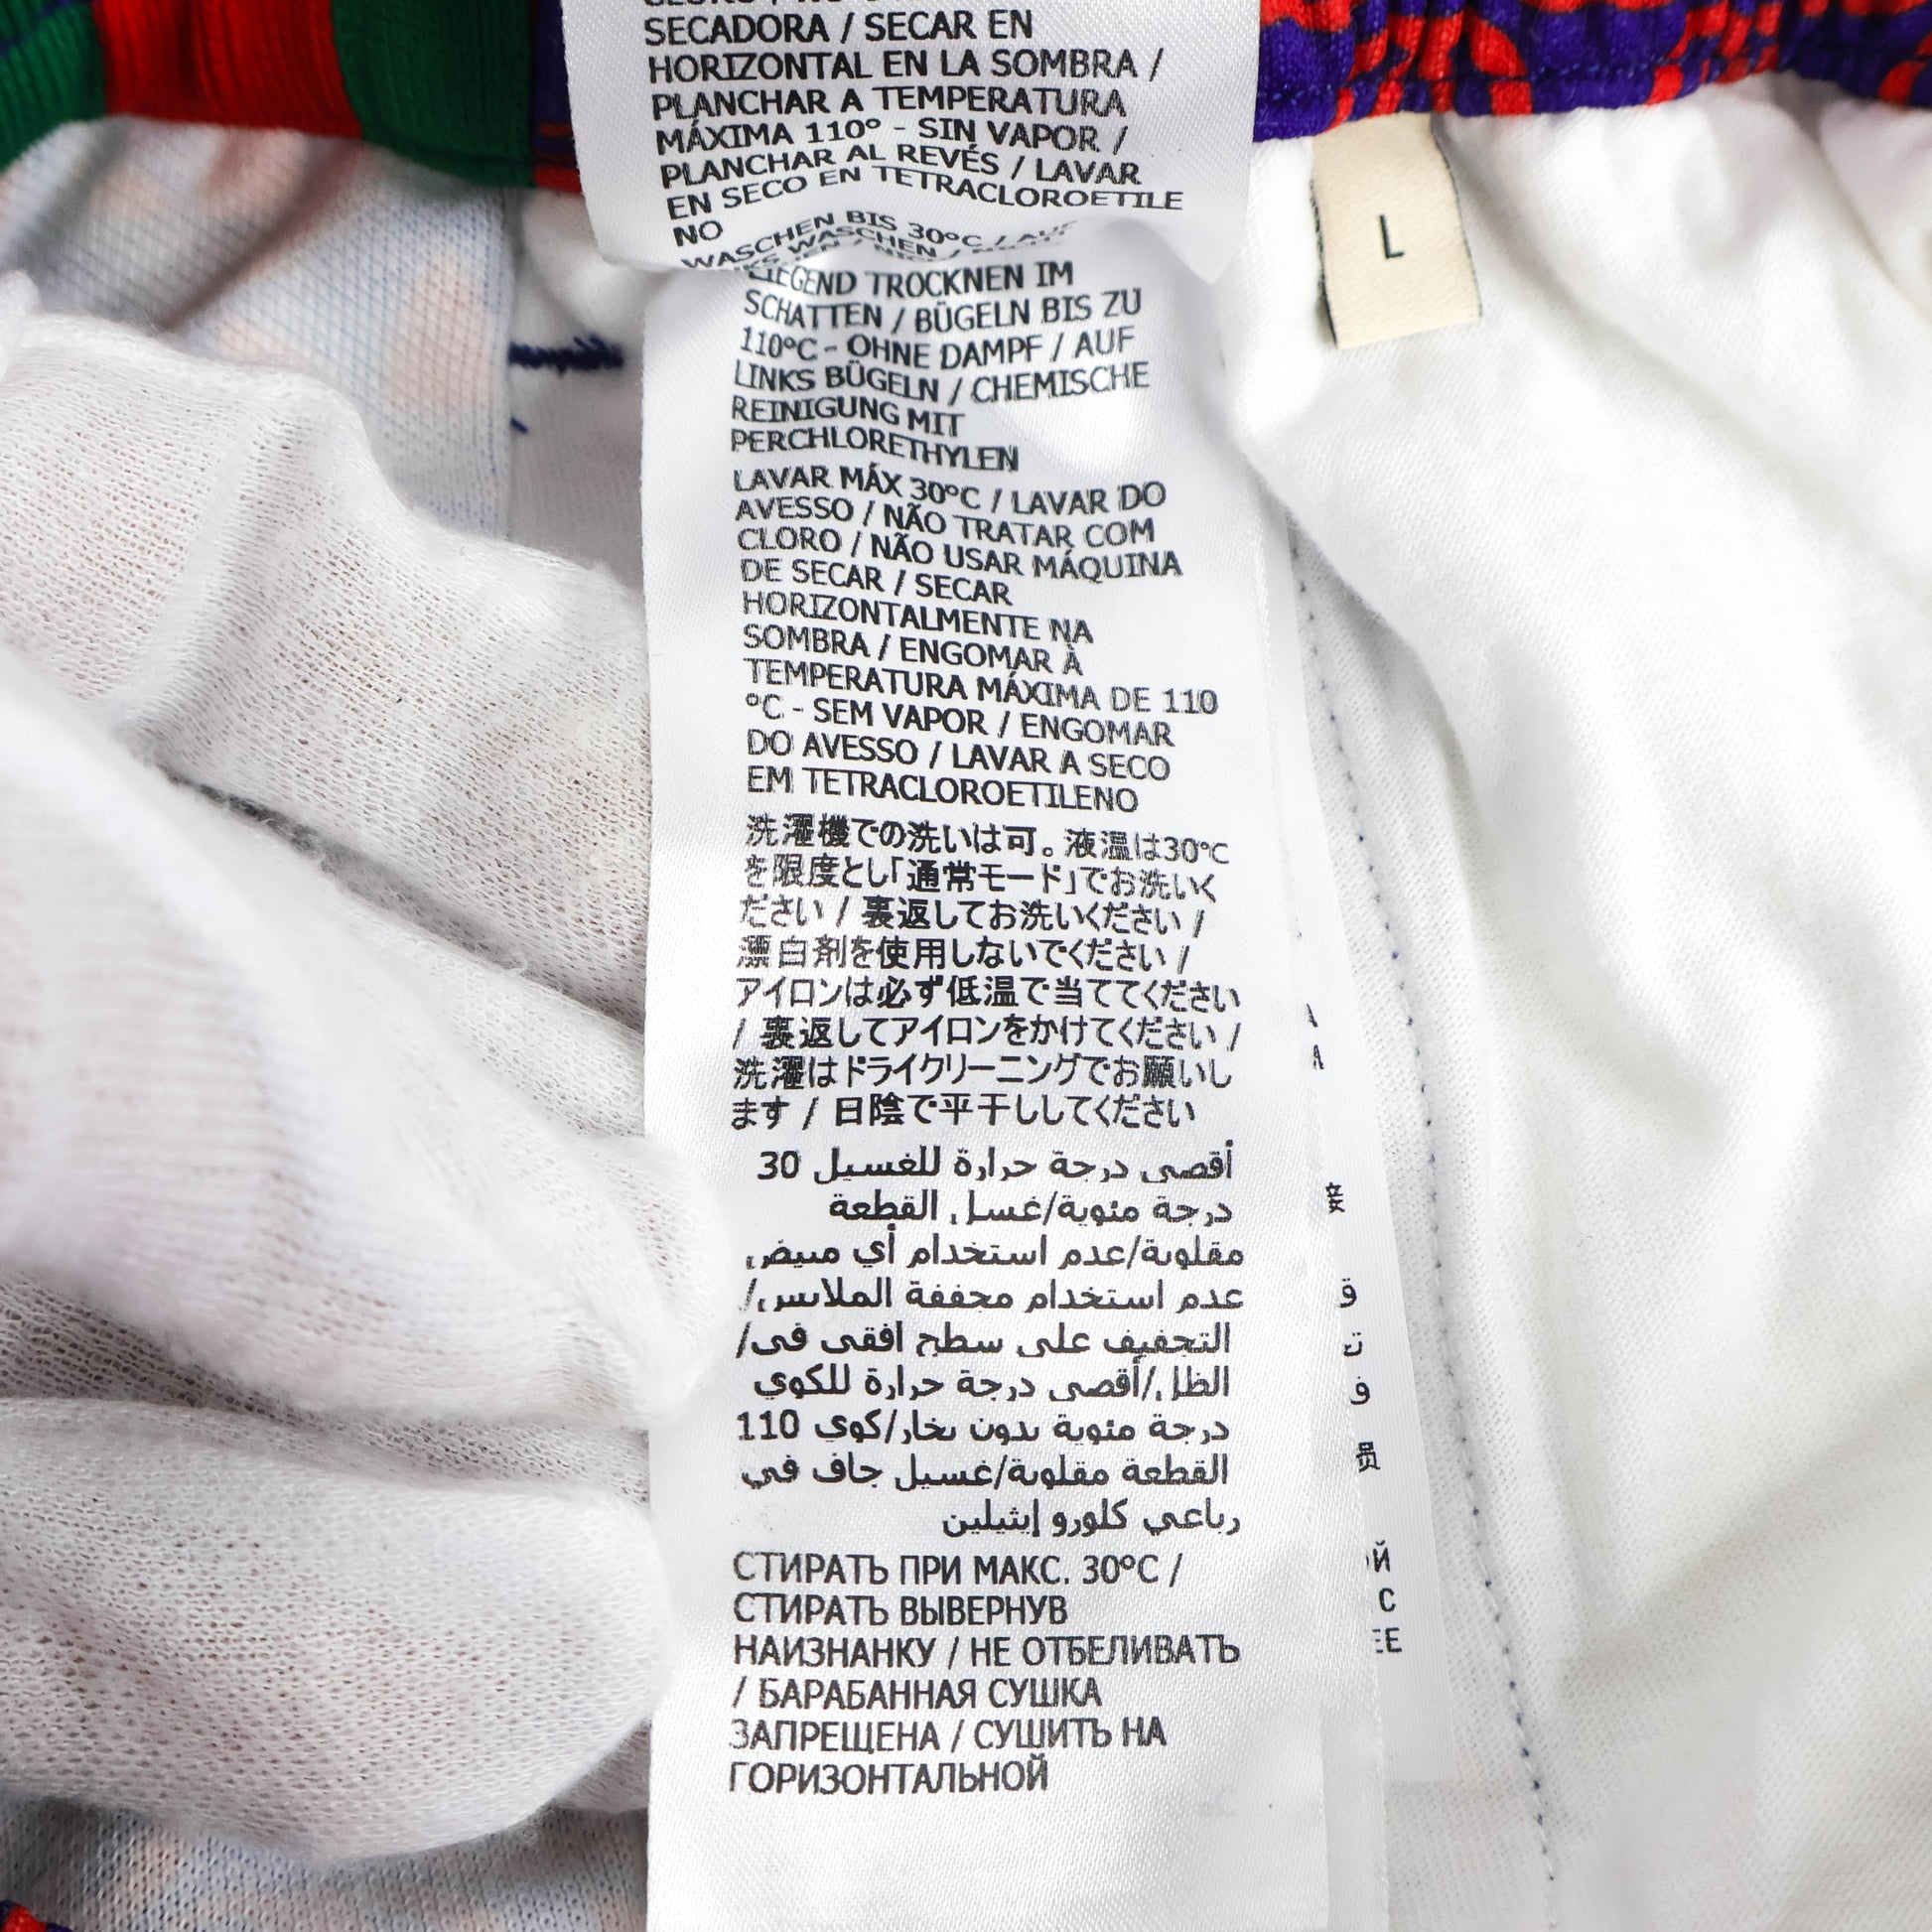 SECADORA / SECAR EN
HORIZONTAL EN LA SOMBRA /
PLANCHAR A TEMPERATURA
MÁXIMA 110° - SIN VAPOR /
PLANCHAR AL REVÉS / LAVAR
EN SECO EN TETRACLOROETILE
NO
WASCHEN BIS 30°C / AUF
WASCHEN /
LIEGEND TROCKNEN IM
SCHATTEN / BÜGELN BIS ZU
110°C - OHNE DAMPF / AUF
LINKS BÜGELN / CHEMISCHE
REINIGUNG MIT
PERCHLORETHYLEN
LAVAR MÁX 30°C / LAVAR DO
AVESSO / NÃO TRATAR COM
CLORO / NÃO USAR MÁQUINA
DE SECAR / SECAR
HORIZONTALMENTE NA
SOMBRA / ENGOMAR À
TEMPERATURA MÁXIMA DE 110
°C - SEM VAPOR / ENGOMAR
DO AVESSO / LAVAR A SECO
EM TETRACLOROETILENO
洗濯機での洗いは可。液温は30℃
を限度とし「通常モード」でお洗いく
ださい / 裏返してお洗いください /
漂白剤を使用しないでください /
アイロンは必ず低温で当ててください
/ 裏返してアイロンをかけてください /
洗濯はドライクリーニングでお願いし
ます / 日陰で平干ししてください
أقصى درجة حرارة للغسيل 30
درجة مئوية/غسل القطعة
مقلوبة/عدم استخدام أي مبيض
عدم استخدام مجففة الملابس/
التجفيف على سطح افقى فى/
الظل/أقصى درجة حرارة للكوي
درجة مئوية بدون بخار/كوي 110
القطعة مقلوبة/غسيل جاف في
رباعي كلورو إيثيلين
СТИРАТЬ ПРИ МАКС. 30°C /
СТИРАТЬ ВЫВЕРНУВ
НАИЗНАНКУ / НЕ ОТБЕЛИВАТЬ
/ БАРАБАННАЯ СУШКА
ЗАПРЕЩЕНА / СУШИТЬ НА
ГОРИЗОНТАЛЬНОЙ
L